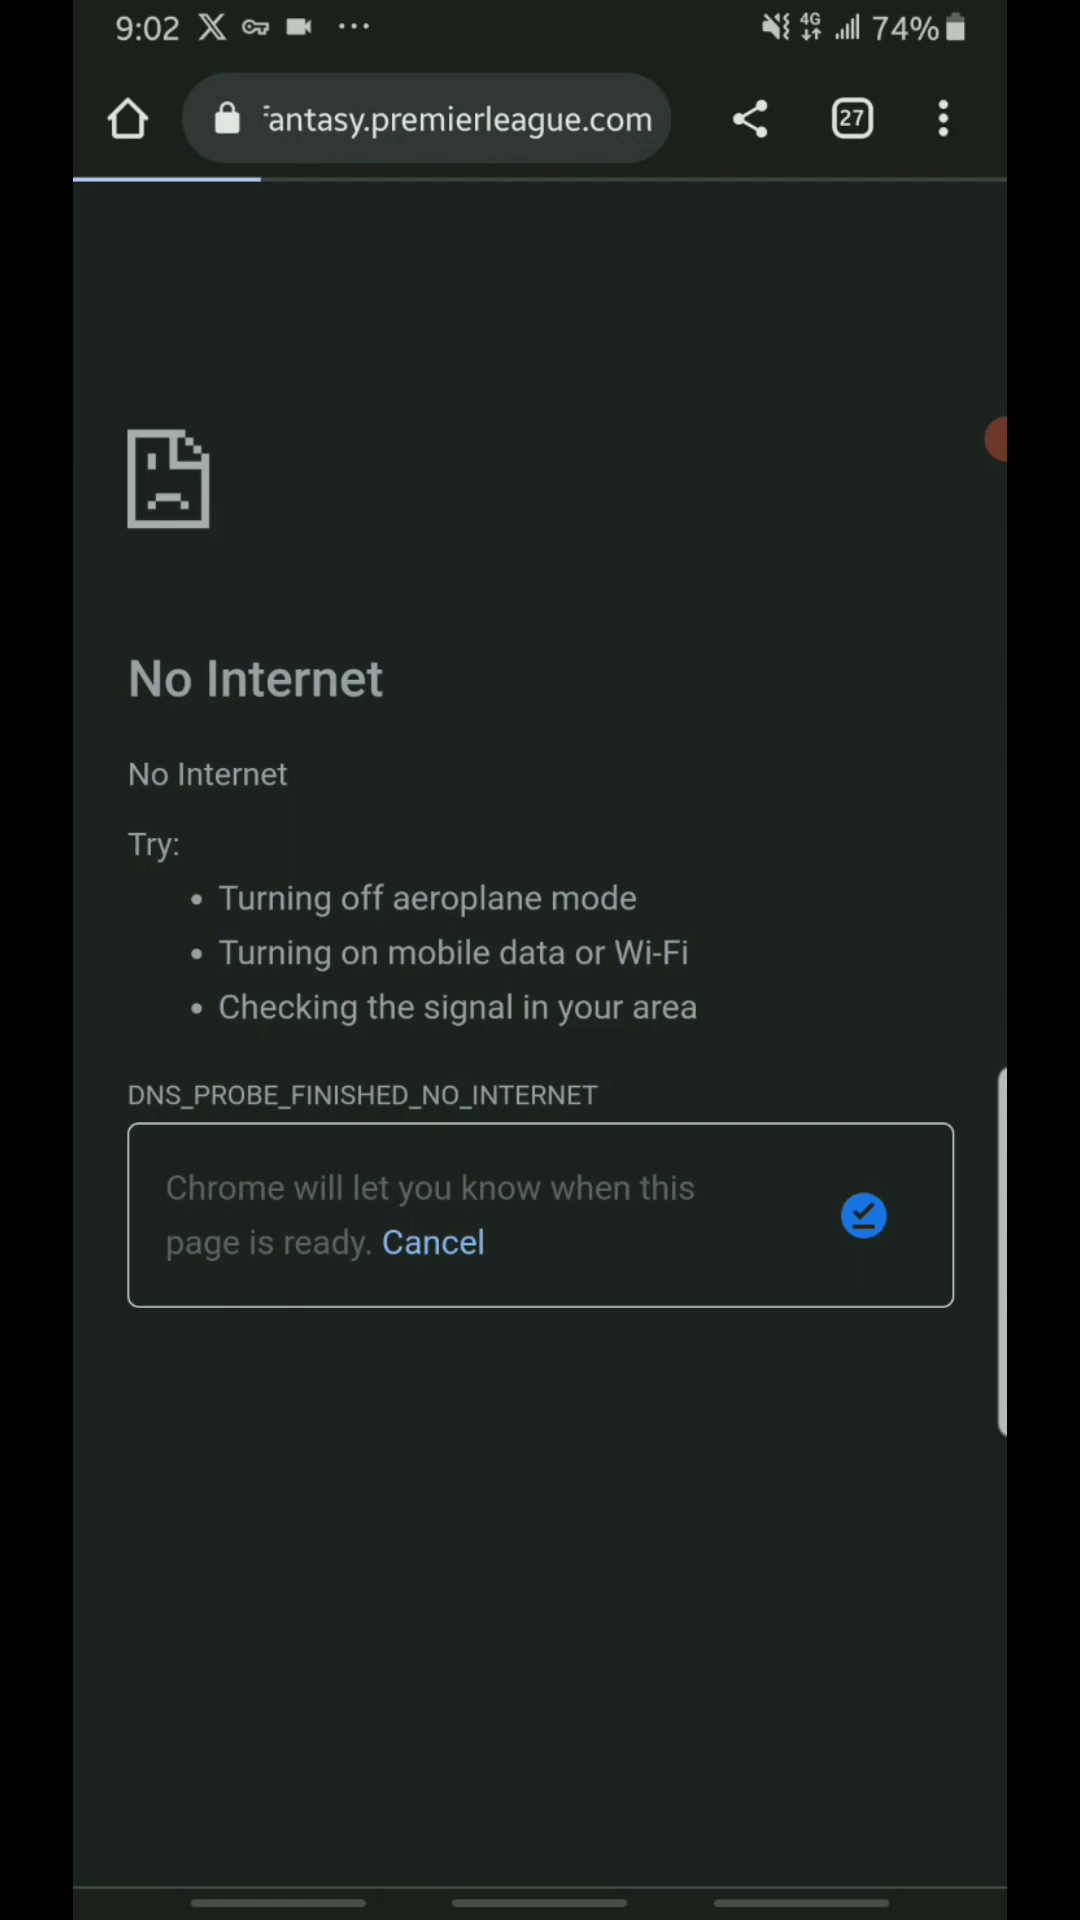 9:02 X ... 4G 74%
fantasy.premierleague.com 27
No Internet
No Internet
Try:
• Turning off aeroplane mode
• Turning on mobile data or Wi-Fi
• Checking the signal in your area
DNS_PROBE_FINISHED_NO_INTERNET
Chrome will let you know when this
page is ready. Cancel